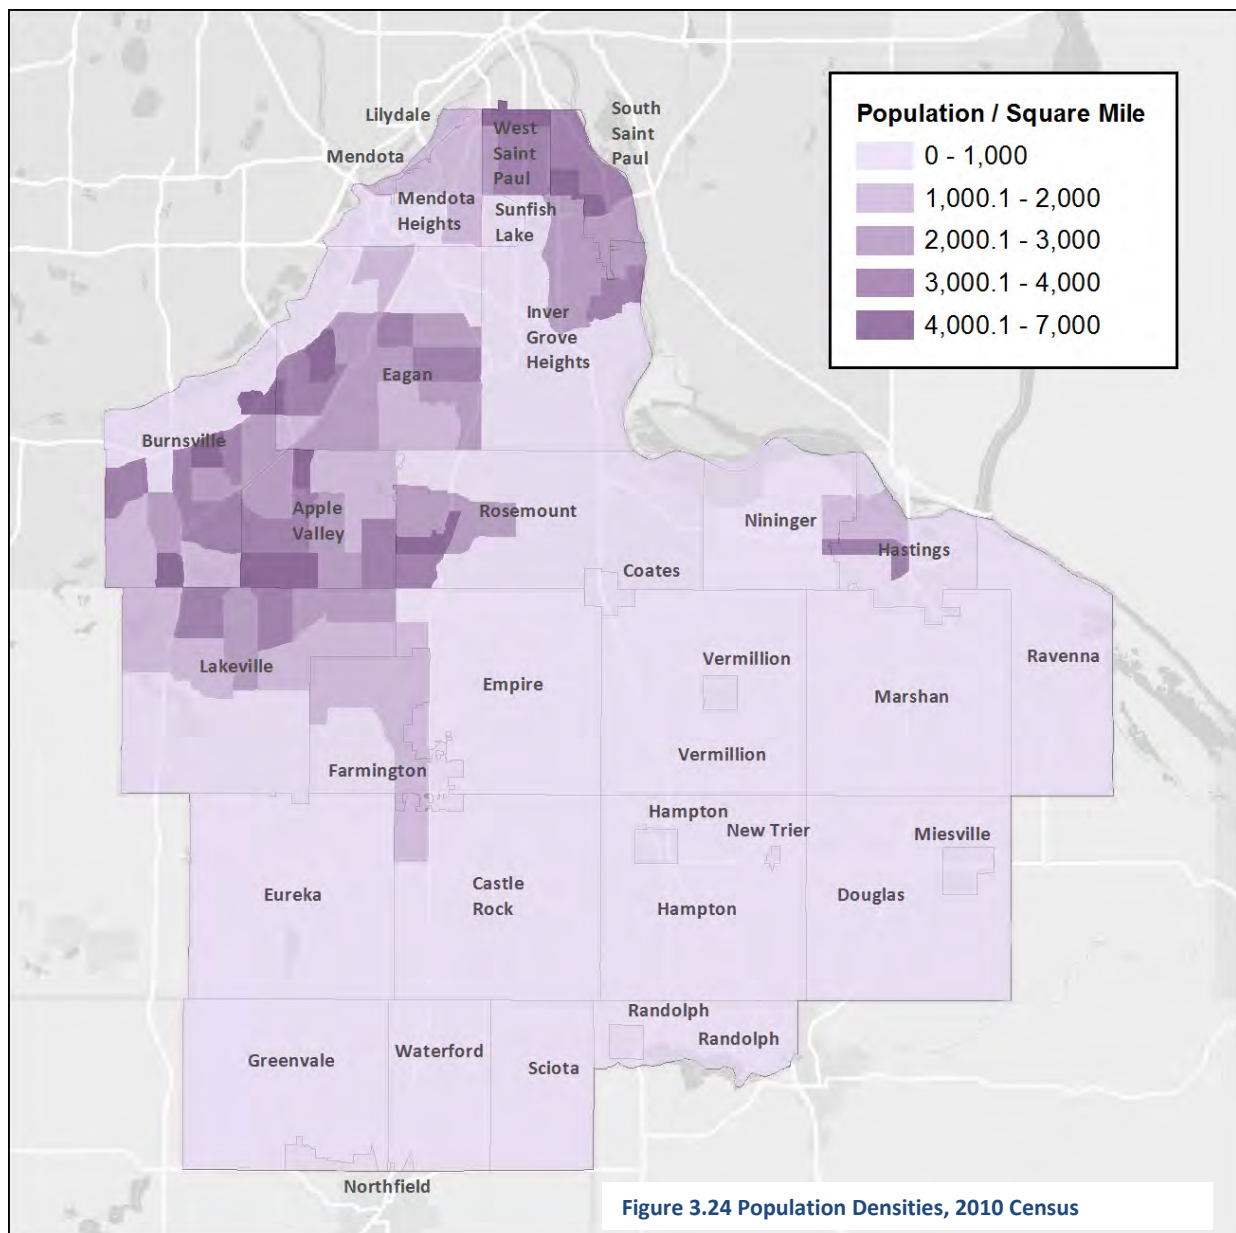 Population / Square Mile
0 - 1,000
1,000.1 - 2,000
2,000.1 - 3,000
3,000.1 - 4,000
4,000.1 - 7,000
Lilydale
South
Saint
Paul
West
Saint
Paul
Mendota
Mendota
Heights
Sunfish
Lake
Inver
Grove
Heights
Eagan
Burnsville
Apple
Valley
Rosemount
Nininger
Hastings
Coates
Lakeville
Empire
Vermillion
Ravenna
Marshan
Vermillion
Farmington
Hampton
New Trier
Miesville
Eureka
Castle
Rock
Hampton
Douglas
Randolph
Randolph
Greenvale
Waterford
Sciota
Northfield
Figure 3.24 Population Densities, 2010 Census